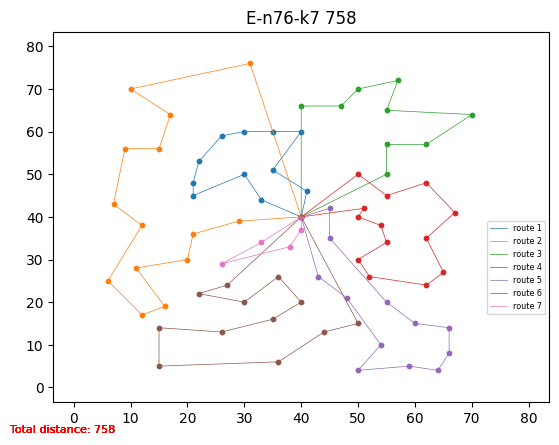 E-n76-k7 758
80
70
60
50
40
30
20
10
0
0 10 20 30 40 50 60 70 80
route 1
route 2
route 3
route 4
route 5
route 6
route 7
Total distance: 758